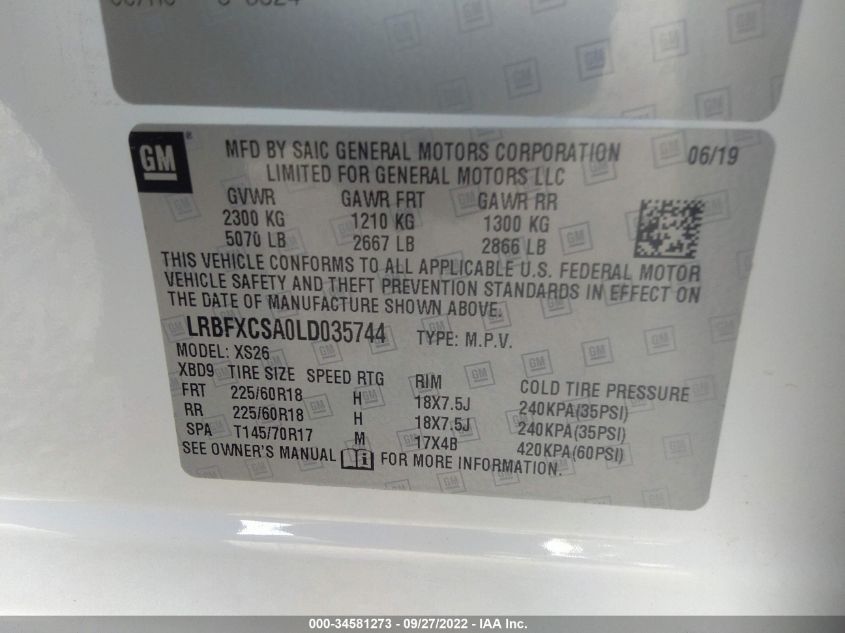 GM
MFD BY SAIC GENERAL MOTORS CORPORATION 06/19
LIMITED FOR GENERAL MOTORS LLC
GVWR GAWR FRT GAWR RR
2300 KG 1210 KG 1300 KG
5070 LB 2667 LB 2866 LB
THIS VEHICLE CONFORMS TO ALL APPLICABLE U.S. FEDERAL MOTOR
VEHICLE SAFETY AND THEFT PREVENTION STANDARDS IN EFFECT ON
THE DATE OF MANUFACTURE SHOWN ABOVE.
LRBFXCSA0LD035744 TYPE: M.P.V.
MODEL: XS26
XBD9 TIRE SIZE SPEED RTG RIM COLD TIRE PRESSURE
FRT 225/60R18 H 18X7.5J 240KPA(35PSI)
RR 225/60R18 H 18X7.5J 240KPA(35PSI)
SPA T145/70R17 M 17X4B 420KPA(60PSI)
SEE OWNER'S MANUAL i FOR MORE INFORMATION.
000-34581273 - 09/27/2022 - IAA Inc.